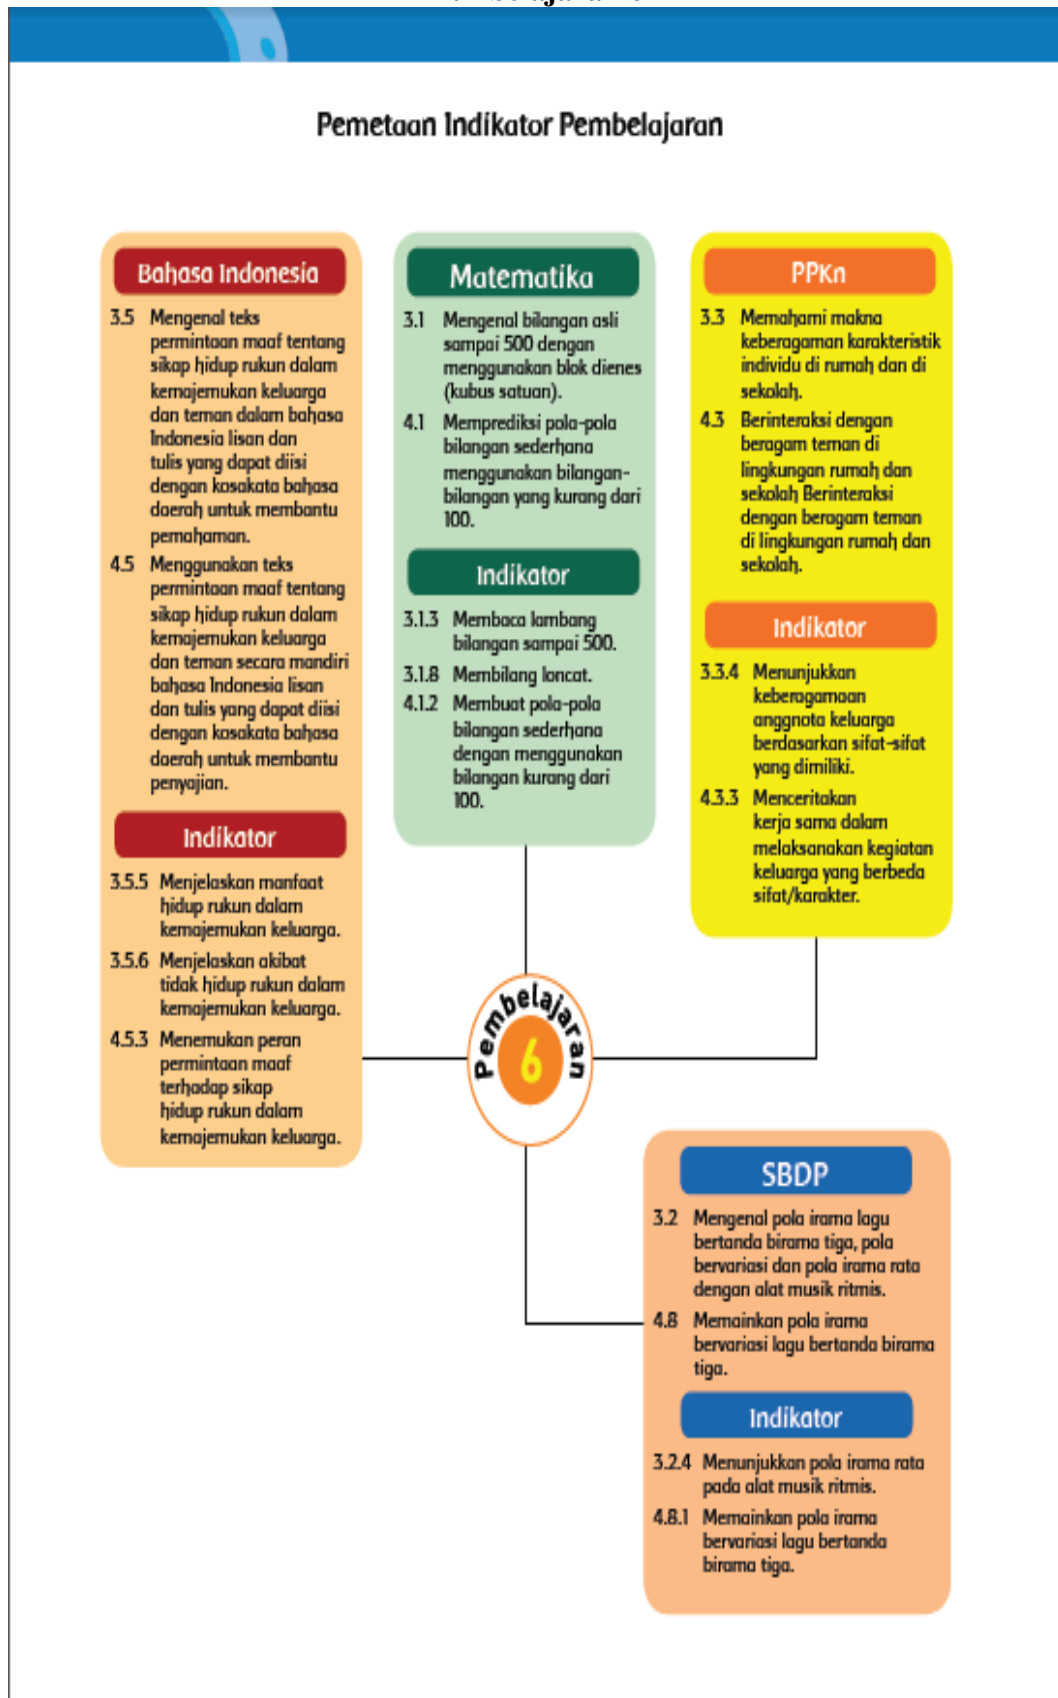 Pemetaan Indikator Pembelajaran
Bahasa Indonesia
3.5 Mengenal teks
permintaan maaf tentang
sikap hidup rukun dalam
kemajemukan keluarga
dan teman dalam bahasa
Indonesia lisan dan
tulis yang dapat diisi
dengan kosakata bahasa
daerah untuk membantu
pemahaman.
4.5 Menggunakan teks
permintaan maaf tentang
sikap hidup rukun dalam
kemajemukan keluarga
dan teman secara mandiri
bahasa Indonesia lisan
dan tulis yang dapat diisi
dengan kosakata bahasa
daerah untuk membantu
penyajian.
Indikator
3.5.5 Menjelaskan manfaat
hidup rukun dalam
kemajemukan keluarga.
3.5.6 Menjelaskan akibat
tidak hidup rukun dalam
kemajemukan keluarga.
4.5.3 Menemukan peran
permintaan maaf
terhadap sikap
hidup rukun dalam
kemajemukan keluarga.
Matematika
3.1 Mengenal bilangan asli
sampai 500 dengan
menggunakan blok dienes
(kubus satuan).
4.1 Memprediksi pola-pola
bilangan sederhana
menggunakan bilangan-
bilangan yang kurang dari
100.
Indikator
3.1.3 Membaca lambang
bilangan sampai 500.
3.1.8 Membilang loncat.
4.1.2 Membuat pola-pola
bilangan sederhana
dengan menggunakan
bilangan kurang dari
100.
PPKn
3.3 Memahami makna
keberagaman karakteristik
individu di rumah dan di
sekolah.
4.3 Berinteraksi dengan
beragam teman di
lingkungan rumah dan
sekolah Berinteraksi
dengan beragam teman
di lingkungan rumah dan
sekolah.
Indikator
3.3.4 Menunjukkan
keberagamaan
anggnota keluarga
berdasarkan sifat-sifat
yang dimiliki.
4.3.3 Menceritakan
kerja sama dalam
melaksanakan kegiatan
keluarga yang berbeda
sifat/karakter.
Pembelajaran
6
SBDP
3.2 Mengenal pola irama lagu
bertanda birama tiga, pola
bervariasi dan pola irama rata
dengan alat musik ritmis.
4.8 Memainkan pola irama
bervariasi lagu bertanda birama
tiga.
Indikator
3.2.4 Menunjukkan pola irama rata
pada alat musik ritmis.
4.8.1 Memainkan pola irama
bervariasi lagu bertanda
birama tiga.